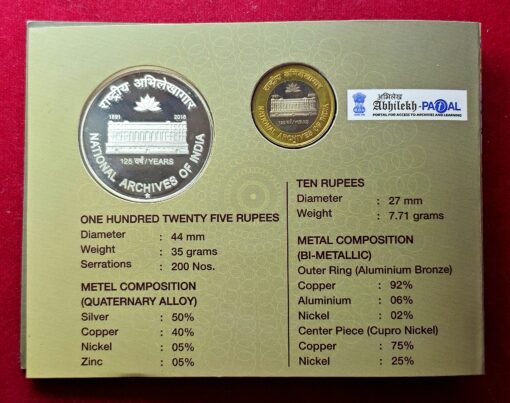 राष्ट्रीय अभिलेखागार
1891 2016
125 वर्ष/YEARS
NATIONAL ARCHIVES OF INDIA
राष्ट्रीय अभिलेखागार
125 वर्ष/YEARS
NATIONAL ARCHIVES OF INDIA
अभिलेख
Abhilekh-PATAL
PORTAL FOR ACCESS TO ARCHIVES AND LEARNING
ONE HUNDRED TWENTY FIVE RUPEES
Diameter : 44 mm
Weight : 35 grams
Serrations : 200 Nos.
METEL COMPOSITION
(QUATERNARY ALLOY)
Silver : 50%
Copper : 40%
Nickel : 05%
Zinc : 05%
TEN RUPEES
Diameter : 27 mm
Weight : 7.71 grams
METAL COMPOSITION
(BI-METALLIC)
Outer Ring (Aluminium Bronze)
Copper : 92%
Aluminium : 06%
Nickel : 02%
Center Piece (Cupro Nickel)
Copper : 75%
Nickel : 25%